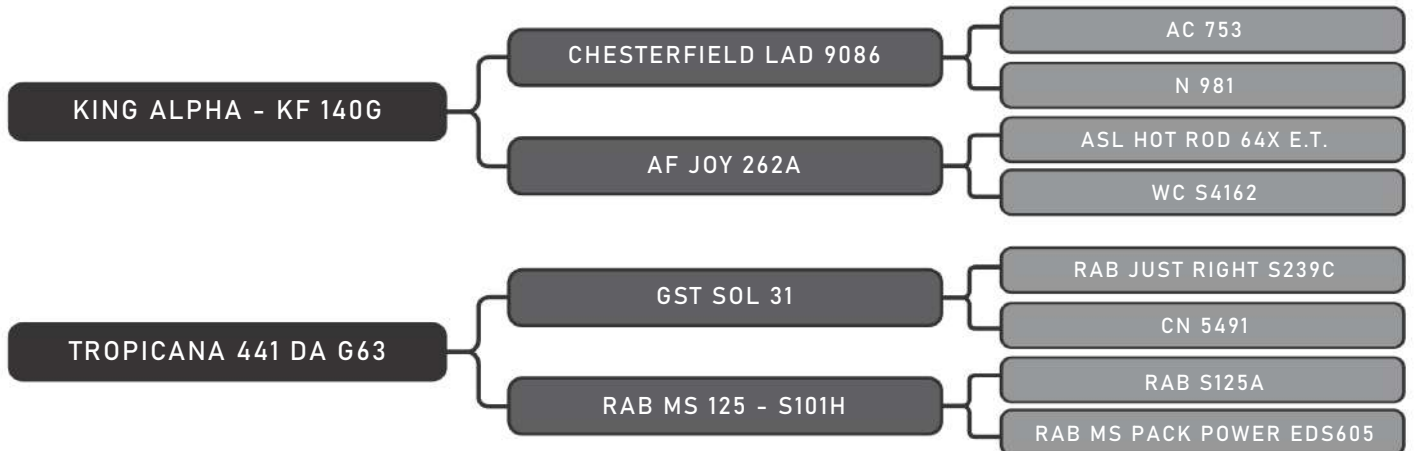 KING ALPHA - KF 140G
CHESTERFIELD LAD 9086
AC 753
N 981
AF JOY 262A
ASL HOT ROD 64X E.T.
WC S4162
TROPICANA 441 DA G63
GST SOL 31
RAB JUST RIGHT S239C
CN 5491
RAB MS 125 - S101H
RAB S125A
RAB MS PACK POWER EDS605